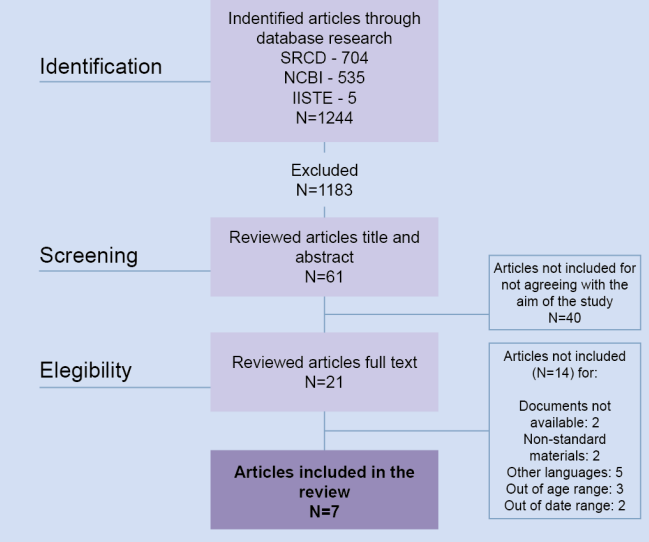 Indentified articles through
database research
SRCD - 704
NCBI - 535
IISTE - 5
N=1244
Identification
Excluded
N=1183
Screening
Reviewed articles title and
abstract
N=61
Articles not included for
not agreeing with the
aim of the study
N=40
Elegibility
Reviewed articles full text
N=21
Articles not included
(N=14) for:
Documents not
available: 2
Non-standard
materials: 2
Other languages: 5
Out of age range: 3
Out of date range: 2
Articles included in the
review
N=7